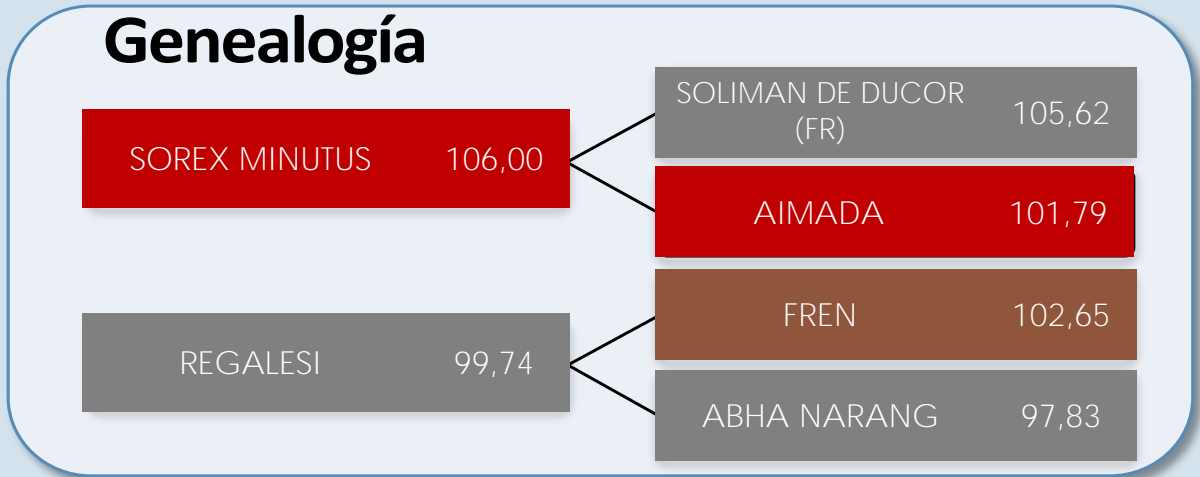 Genealogía
SOREX MINUTUS 106,00
SOLIMAN DE DUCOR
(FR) 105,62
AIMADA 101,79
REGALESI 99,74
FREN 102,65
ABHA NARANG 97,83